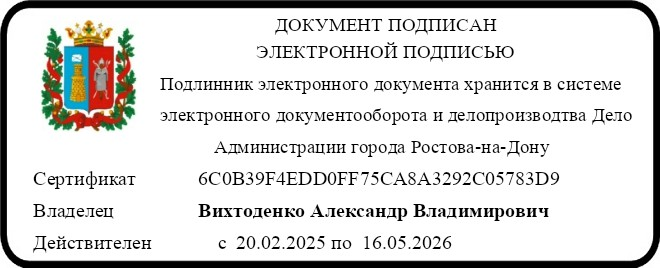 ДОКУМЕНТ ПОДПИСАН
ЭЛЕКТРОННОЙ ПОДПИСЬЮ
Подлинник электронного документа хранится в системе
электронного документооборота и делопроизводтва Дело
Администрации города Ростова-на-Дону
Сертификат 6C0B39F4EDD0FF75CA8A3292C05783D9
Владелец Вихтоденко Александр Владимирович
Действителен с 20.02.2025 по 16.05.2026